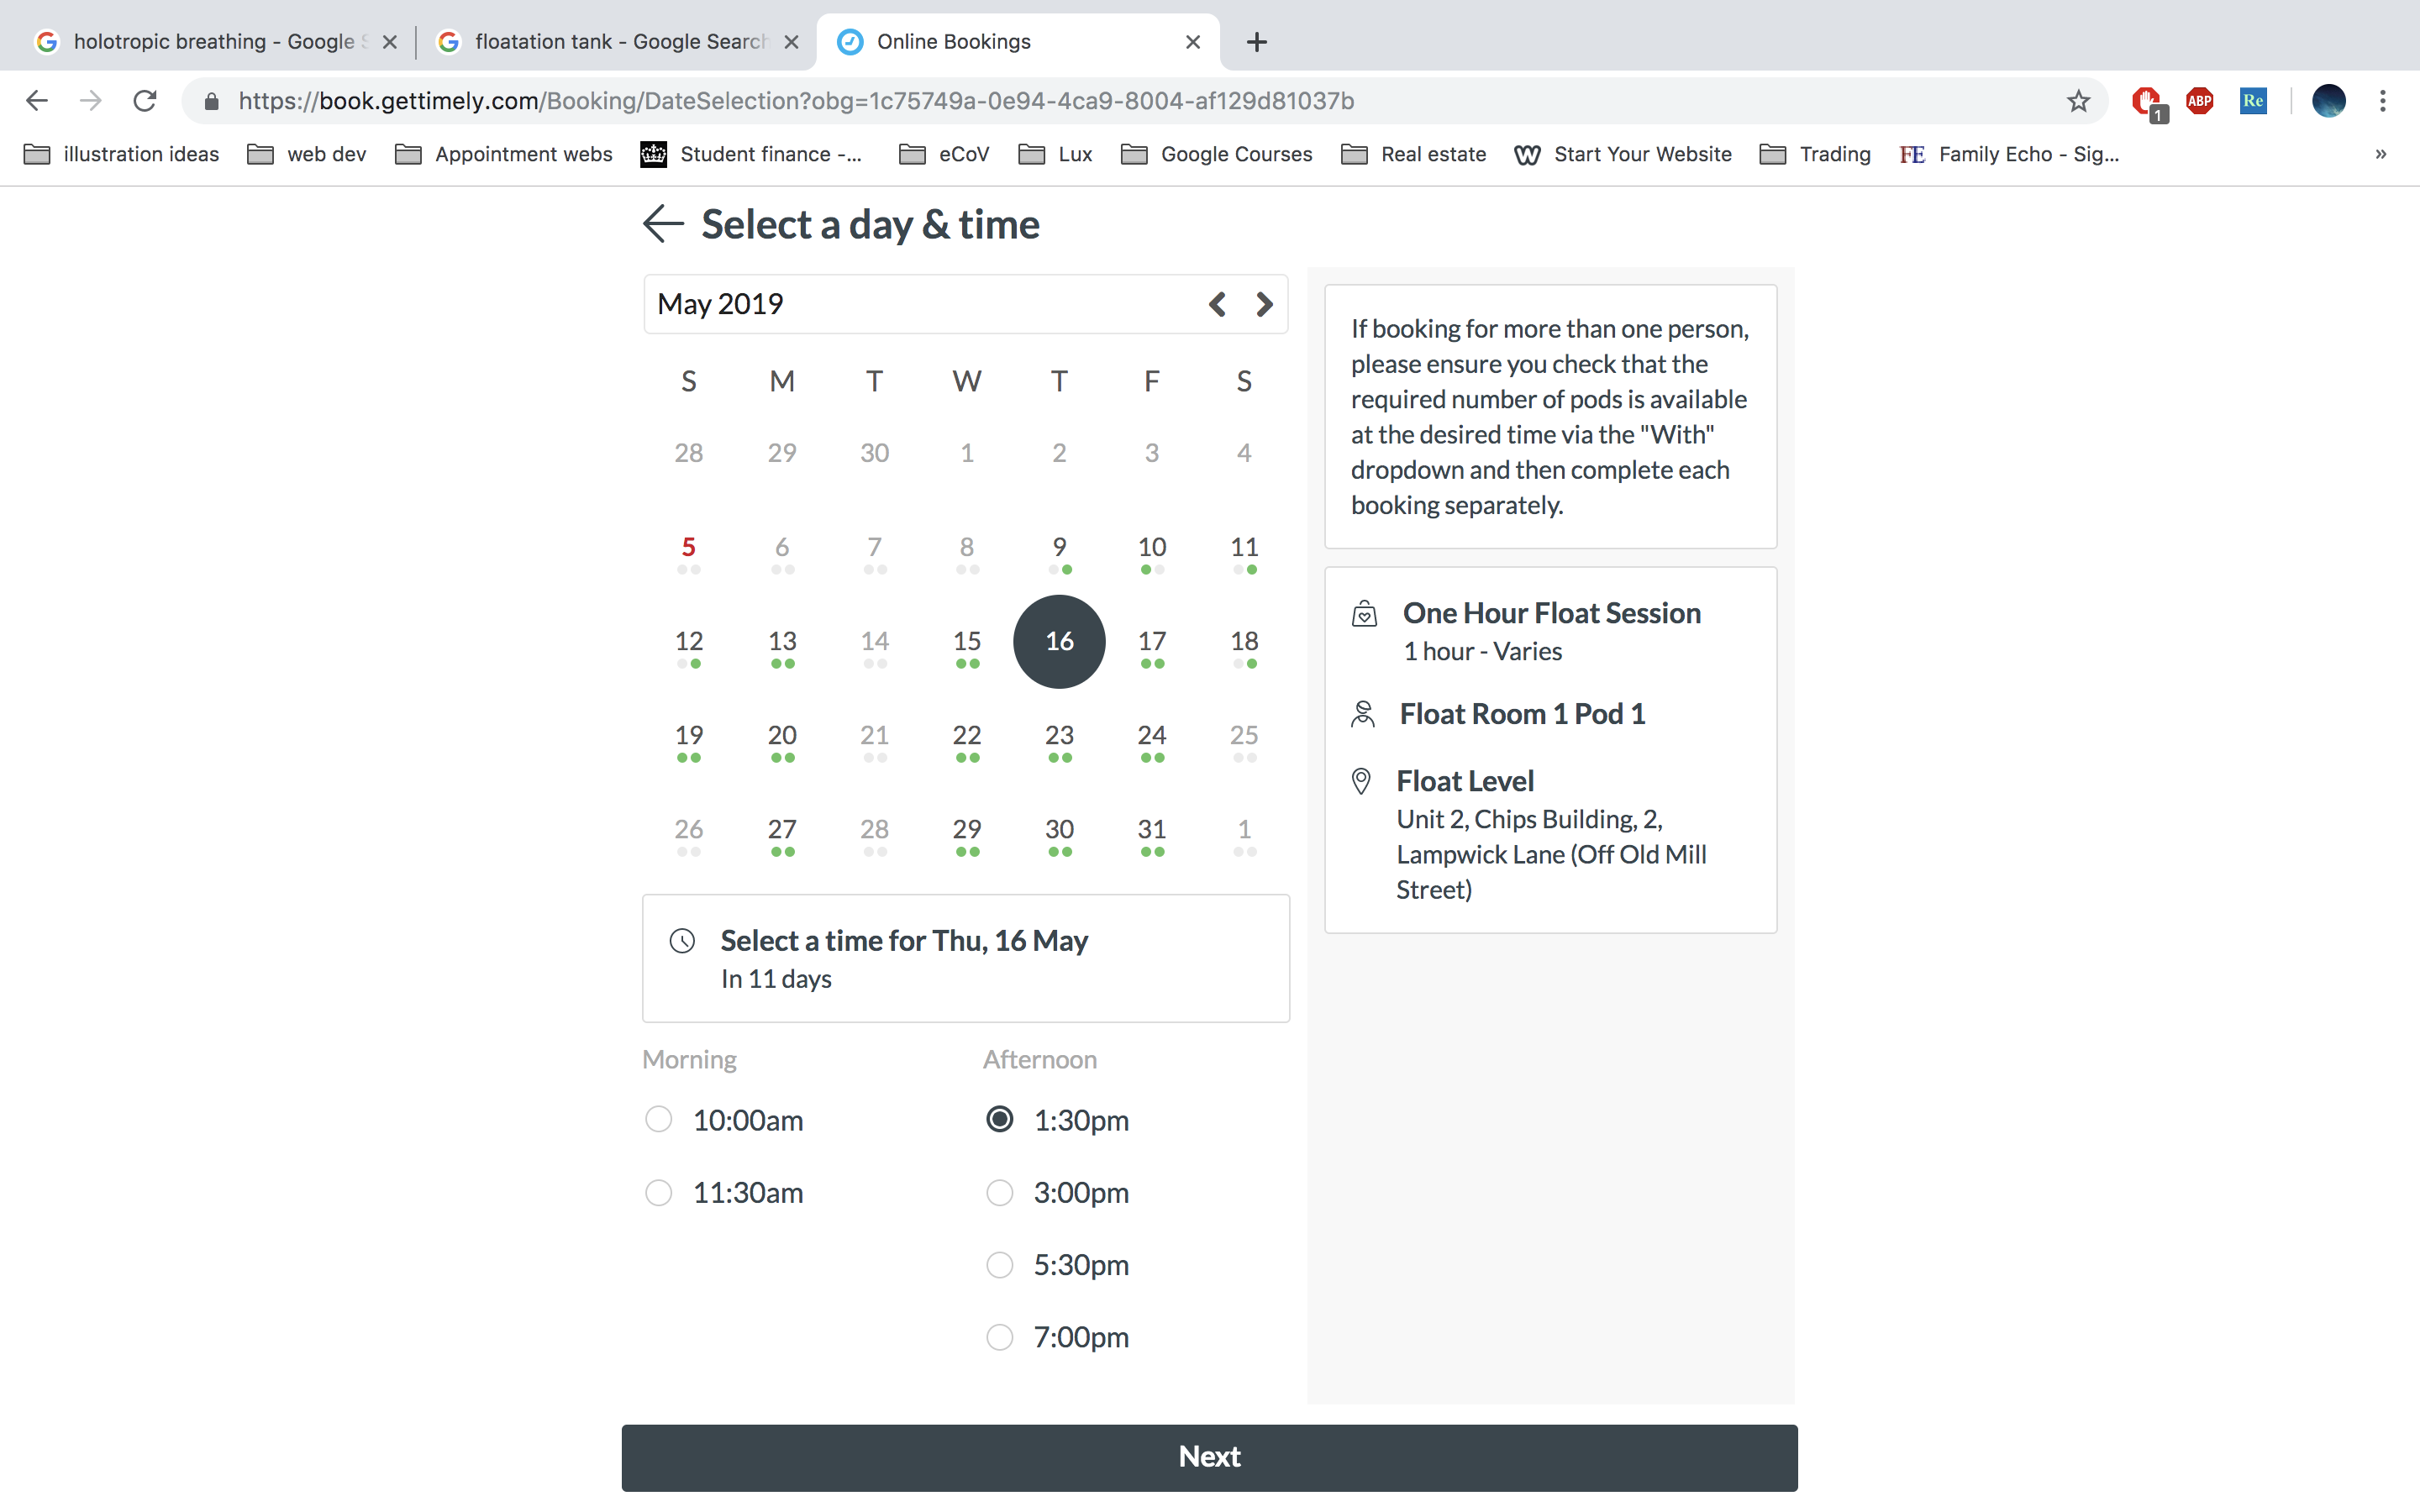 holotropic breathing - Google S
floatation tank - Google Search
Online Bookings
https://book.gettimely.com/Booking/DateSelection?obg=1c75749a-0e94-4ca9-8004-af129d81037b
1
ABP
Re
illustration ideas
web dev
Appointment webs
Student finance -...
eCoV
Lux
Google Courses
Real estate
Start Your Website
Trading
FE
Family Echo - Sig...
»
Select a day & time
May 2019
S M T W T F S
28 29 30 1 2 3 4
5 6 7 8 9 10 11
12 13 14 15 16 17 18
19 20 21 22 23 24 25
26 27 28 29 30 31 1
Select a time for Thu, 16 May
In 11 days
Morning
10:00am
11:30am
Afternoon
1:30pm
3:00pm
5:30pm
7:00pm
If booking for more than one person,
please ensure you check that the
required number of pods is available
at the desired time via the "With"
dropdown and then complete each
booking separately.
One Hour Float Session
1 hour - Varies
Float Room 1 Pod 1
Float Level
Unit 2, Chips Building, 2,
Lampwick Lane (Off Old Mill
Street)
Next